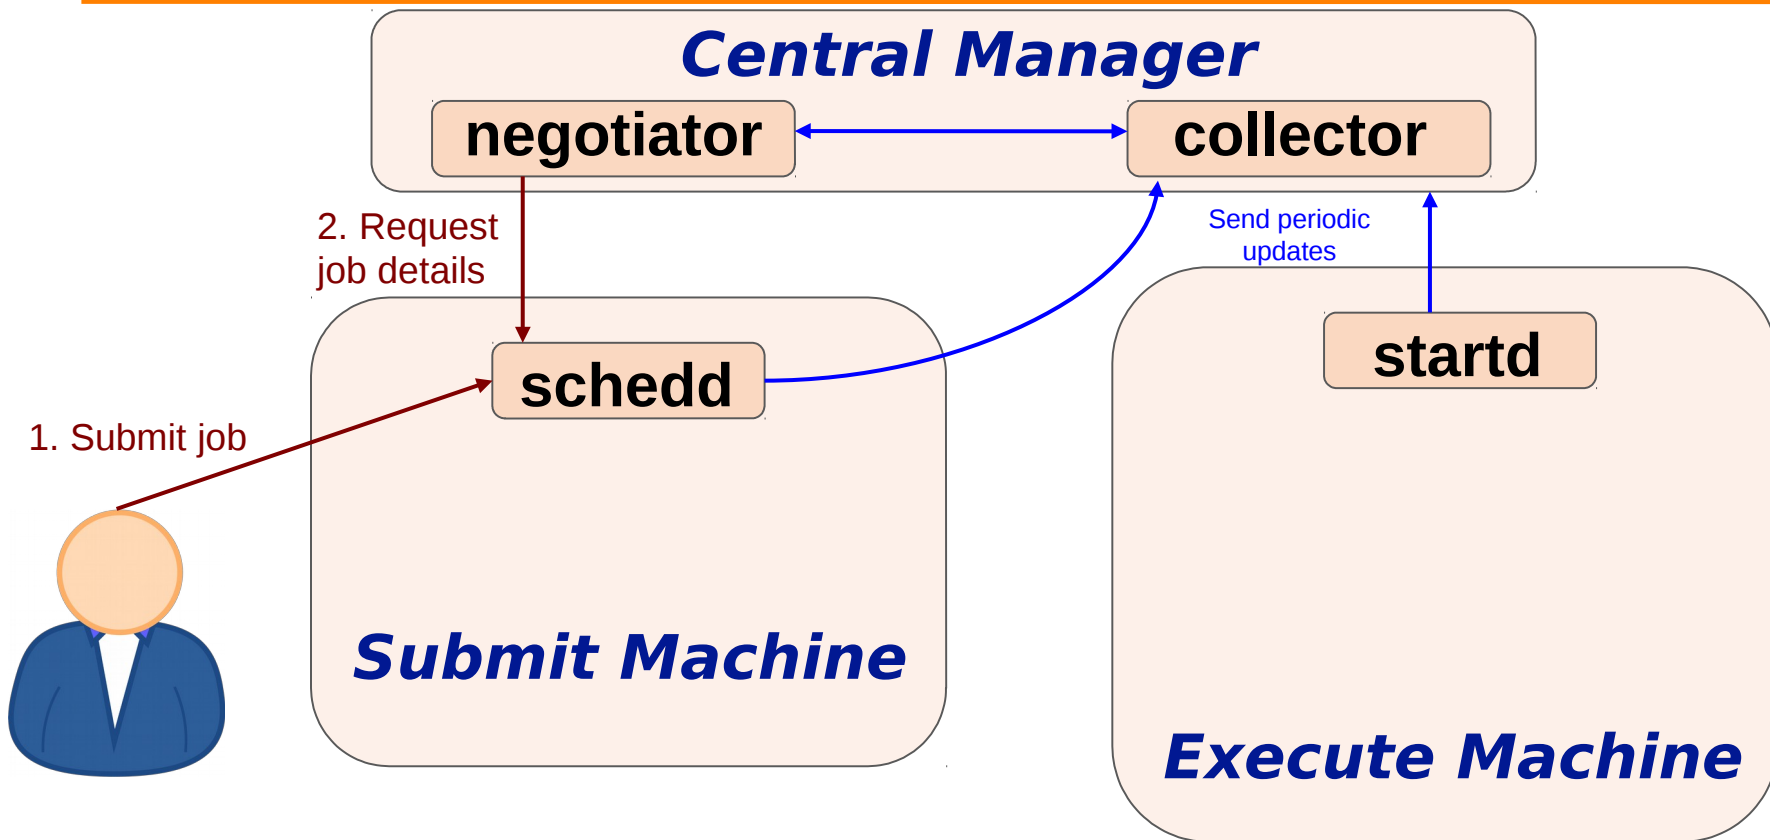 Central Manager
negotiator
collector
2. Request
job details
Send periodic
updates
schedd
startd
1. Submit job
Submit Machine
Execute Machine